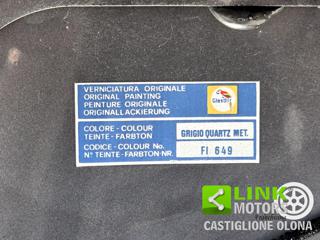 VERNICIATURA ORIGINALE
ORIGINAL PAINTING
PEINTURE ORIGINALE
ORIGINALLACKIERUNG
Glasurit
COLORE - COLOUR
TEINTE - FARBTON
GRIGIO QUARTZ MET.
CODICE - COLOUR No.
N° TEINTE - FARBTON - NR.
FI 649
LINK
MOTORS
CASTIGLIONE OLONA